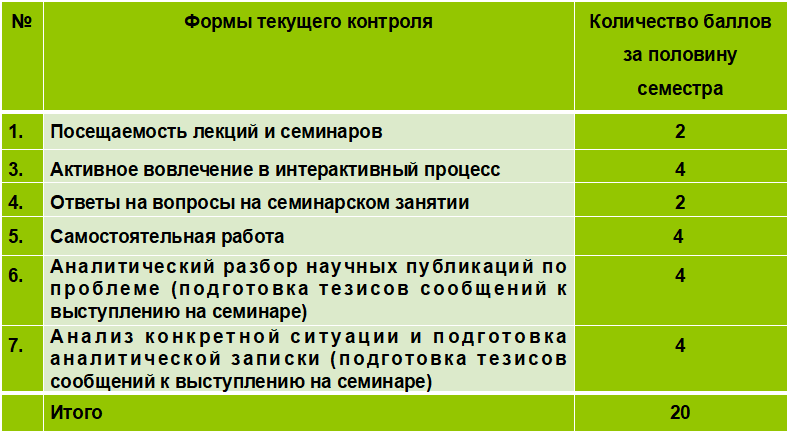 № Формы текущего контроля Количество баллов
за половину
семестра
1. Посещаемость лекций и семинаров 2
3. Активное вовлечение в интерактивный процесс 4
4. Ответы на вопросы на семинарском занятии 2
5. Самостоятельная работа 4
6. Аналитический разбор научных публикаций по 4
проблеме (подготовка тезисов сообщений к
выступлению на семинаре)
7. Анализ конкретной ситуации и подготовка 4
аналитической записки (подготовка тезисов
сообщений к выступлению на семинаре)
Итого 20